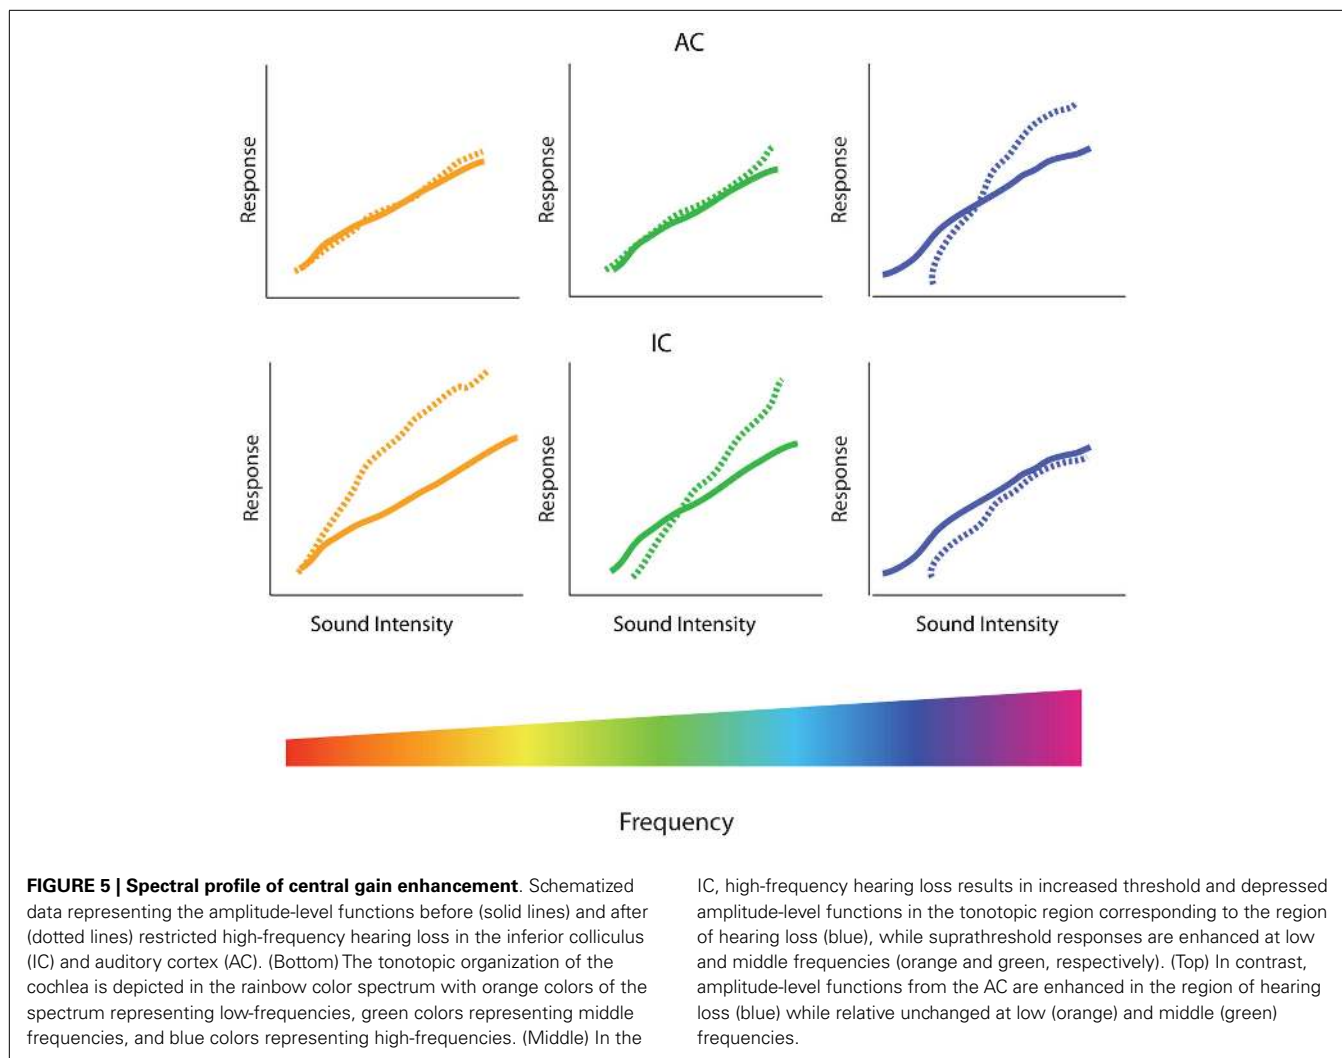 AC
Response
Response
Response
IC
Response
Response
Response
Sound Intensity
Sound Intensity
Sound Intensity
Frequency
FIGURE 5 | Spectral profile of central gain enhancement. Schematized
data representing the amplitude-level functions before (solid lines) and after
(dotted lines) restricted high-frequency hearing loss in the inferior colliculus
(IC) and auditory cortex (AC). (Bottom) The tonotopic organization of the
cochlea is depicted in the rainbow color spectrum with orange colors of the
spectrum representing low-frequencies, green colors representing middle
frequencies, and blue colors representing high-frequencies. (Middle) In the
IC, high-frequency hearing loss results in increased threshold and depressed
amplitude-level functions in the tonotopic region corresponding to the region
of hearing loss (blue), while suprathreshold responses are enhanced at low
and middle frequencies (orange and green, respectively). (Top) In contrast,
amplitude-level functions from the AC are enhanced in the region of hearing
loss (blue) while relative unchanged at low (orange) and middle (green)
frequencies.